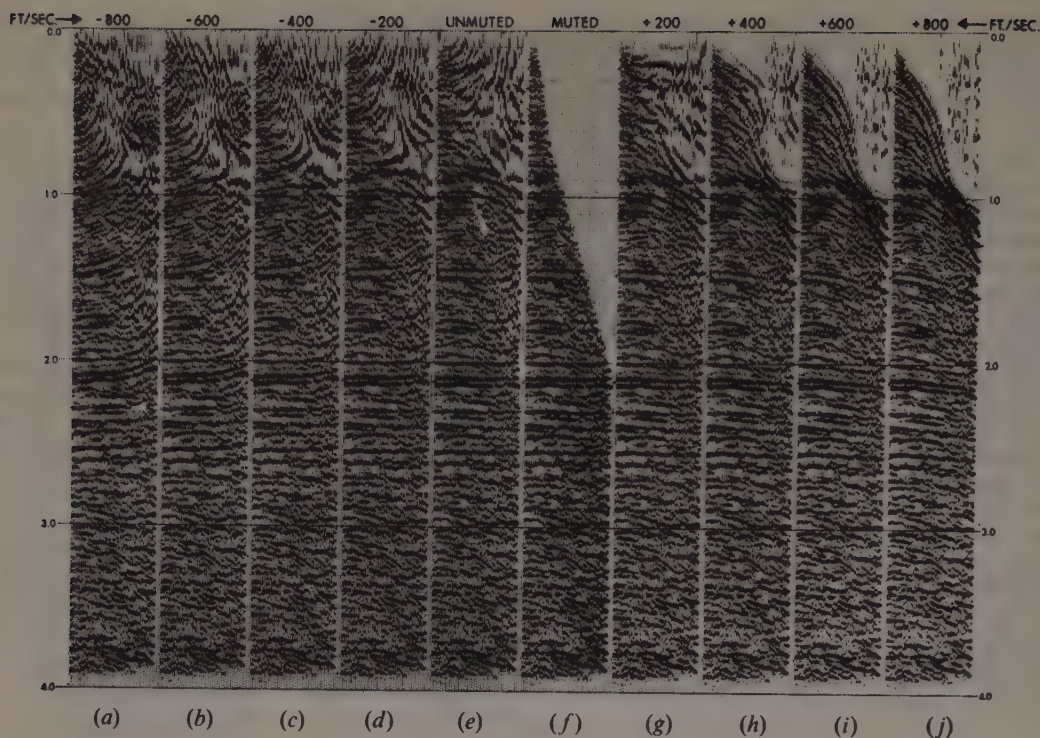 FT/SEC. → -800 -600 -400 -200 UNMUTED MUTED +200 +400 +600 +800 ← FT/SEC.
0.0 0.0
1.0 1.0
2.0 2.0
3.0 3.0
4.0 4.0
(a) (b) (c) (d) (e) (f) (g) (h) (i) (j)